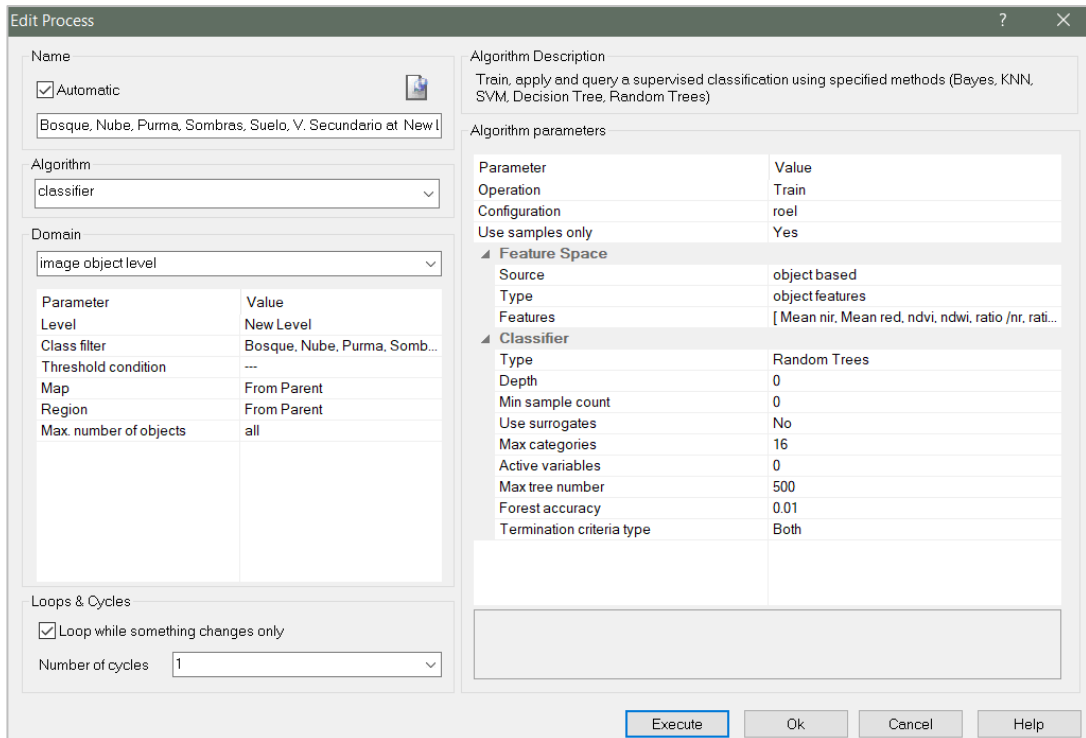 Edit Process
Name
Automatic
Bosque, Nube, Purma, Sombras, Suelo, V. Secundario at New L
Algorithm
classifier
Domain
image object level
Parameter Value
Level New Level
Class filter Bosque, Nube, Purma, Somb...
Threshold condition ---
Map From Parent
Region From Parent
Max. number of objects all
Loops & Cycles
Loop while something changes only
Number of cycles 1
Algorithm Description
Train, apply and query a supervised classification using specified methods (Bayes, KNN,
SVM, Decision Tree, Random Trees)
Algorithm parameters
Parameter Value
Operation Train
Configuration roel
Use samples only Yes
Feature Space
Source object based
Type object features
Features [ Mean nir, Mean red, ndvi, ndwi, ratio /nr, rati...
Classifier
Type Random Trees
Depth 0
Min sample count 0
Use surrogates No
Max categories 16
Active variables 0
Max tree number 500
Forest accuracy 0.01
Termination criteria type Both
Execute Ok Cancel Help